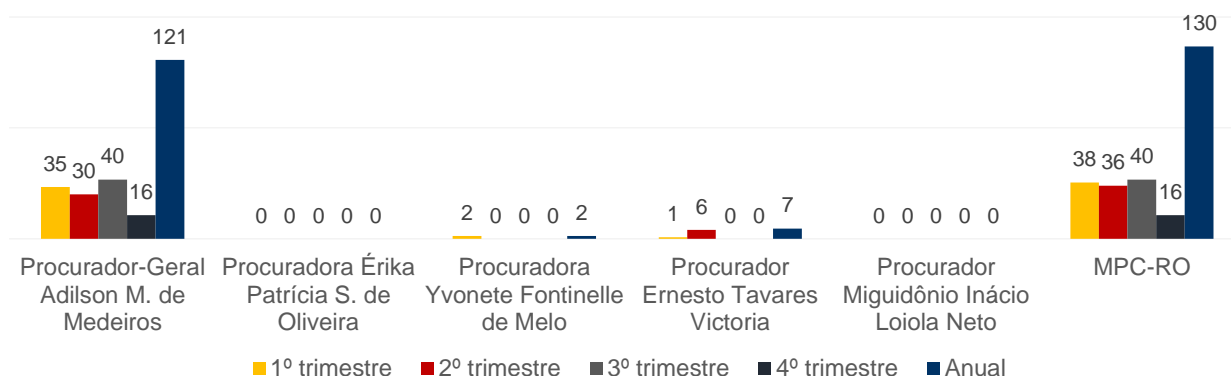 121
130
35
30
40
16
0 0 0 0 0
2 0 0 0 2
1 6 0 0 7
0 0 0 0 0
38 36 40 16
Procurador-Geral
Adilson M. de
Medeiros
Procuradora Érika
Patrícia S. de
Oliveira
Procuradora
Yvonete Fontinelle
de Melo
Procurador
Ernesto Tavares
Victoria
Procurador
Miguidônio Inácio
Loiola Neto
MPC-RO
1º trimestre 2º trimestre 3º trimestre 4º trimestre Anual